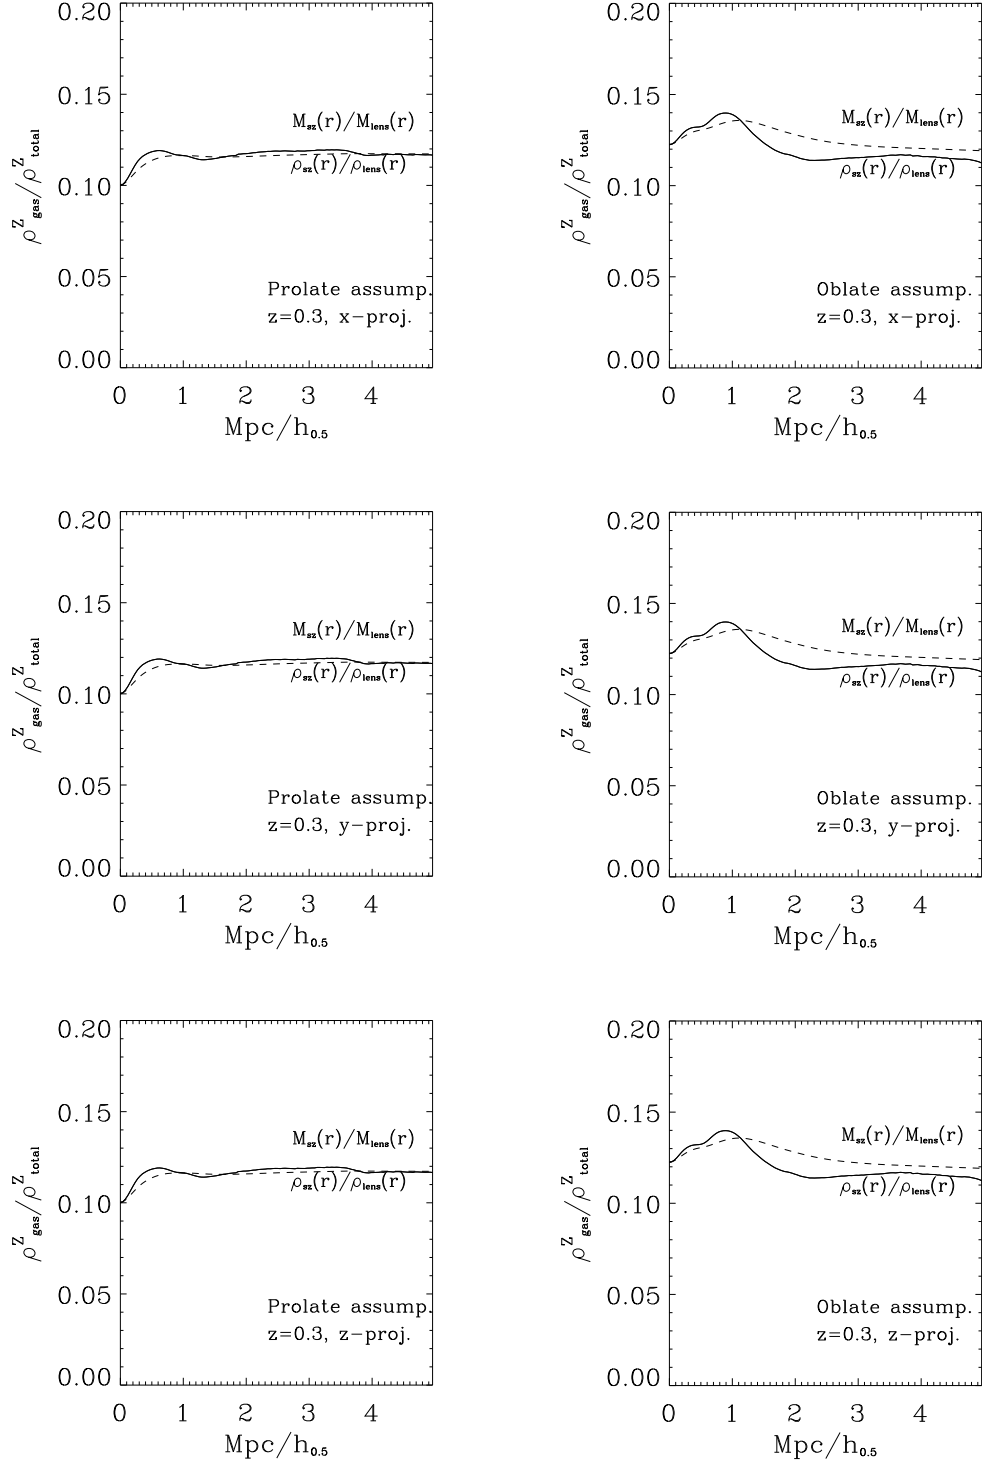 0.20
0.15
0.10
0.05
0.00
ρ^Z_gas/ρ^Z_total
M_sz(r)/M_lens(r)
ρ_sz(r)/ρ_lens(r)
Prolate assump.
z=0.3, x-proj.
0 1 2 3 4
Mpc/h_0.5
0.20
0.15
0.10
0.05
0.00
ρ^Z_gas/ρ^Z_total
M_sz(r)/M_lens(r)
ρ_sz(r)/ρ_lens(r)
Oblate assump.
z=0.3, x-proj.
0 1 2 3 4
Mpc/h_0.5
0.20
0.15
0.10
0.05
0.00
ρ^Z_gas/ρ^Z_total
M_sz(r)/M_lens(r)
ρ_sz(r)/ρ_lens(r)
Prolate assump.
z=0.3, y-proj.
0 1 2 3 4
Mpc/h_0.5
0.20
0.15
0.10
0.05
0.00
ρ^Z_gas/ρ^Z_total
M_sz(r)/M_lens(r)
ρ_sz(r)/ρ_lens(r)
Oblate assump.
z=0.3, y-proj.
0 1 2 3 4
Mpc/h_0.5
0.20
0.15
0.10
0.05
0.00
ρ^Z_gas/ρ^Z_total
M_sz(r)/M_lens(r)
ρ_sz(r)/ρ_lens(r)
Prolate assump.
z=0.3, z-proj.
0 1 2 3 4
Mpc/h_0.5
0.20
0.15
0.10
0.05
0.00
ρ^Z_gas/ρ^Z_total
M_sz(r)/M_lens(r)
ρ_sz(r)/ρ_lens(r)
Oblate assump.
z=0.3, z-proj.
0 1 2 3 4
Mpc/h_0.5